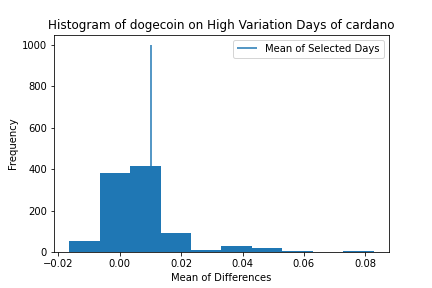 Histogram of dogecoin on High Variation Days of cardano
Mean of Selected Days
1000
800
600
400
200
0
Frequency
−0.02 0.00 0.02 0.04 0.06 0.08
Mean of Differences